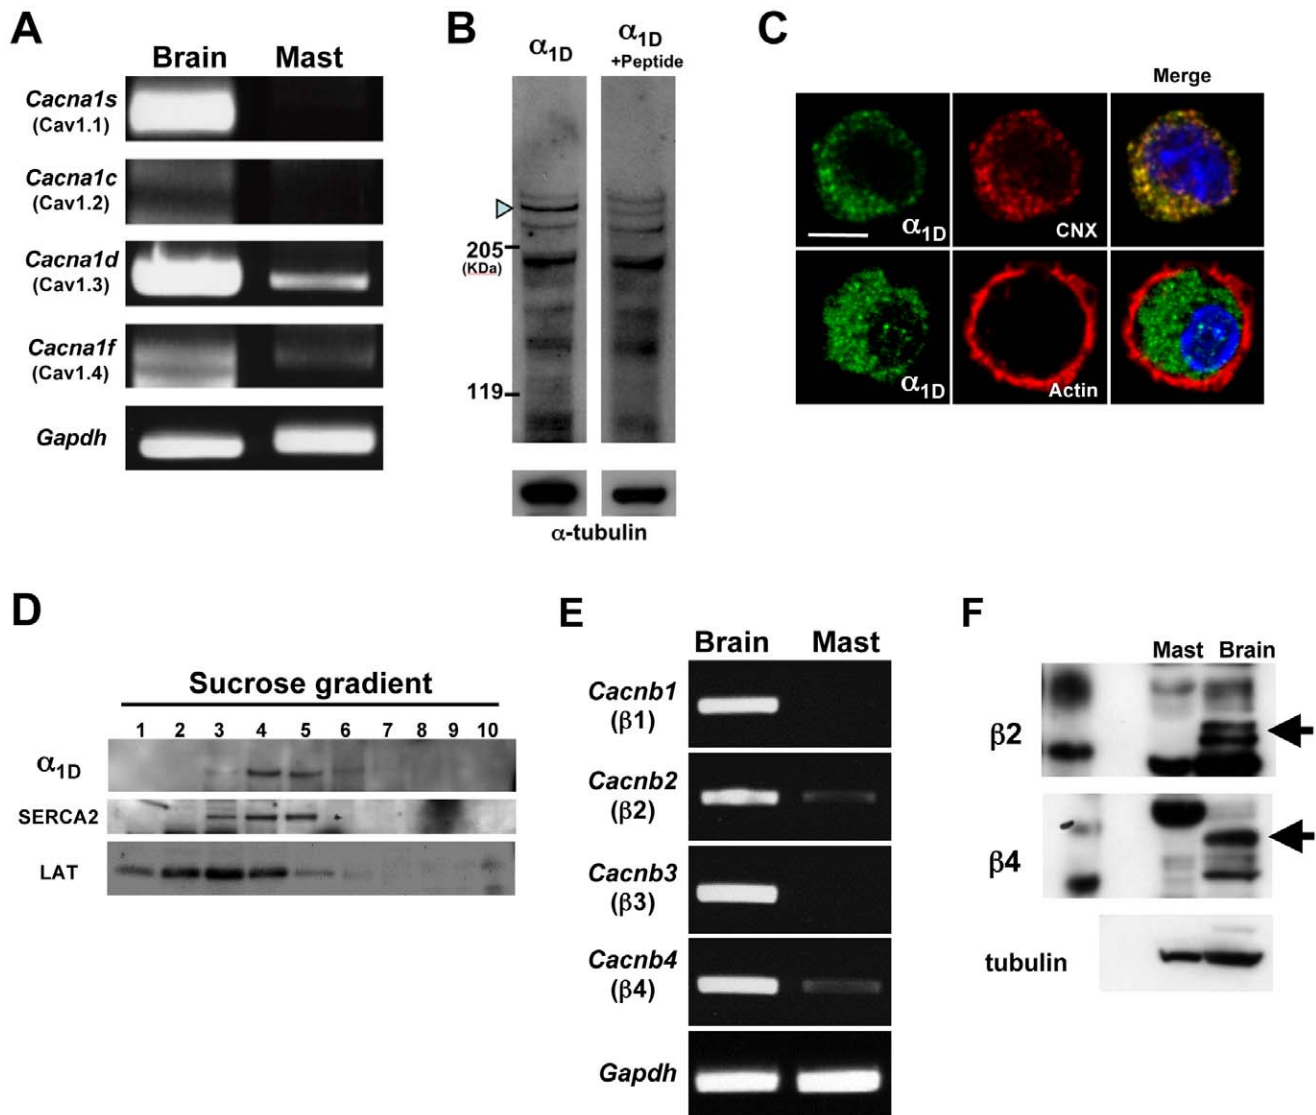 A
Brain Mast
Cacna1s
(Cav1.1)
Cacna1c
(Cav1.2)
Cacna1d
(Cav1.3)
Cacna1f
(Cav1.4)
Gapdh
B
α1D α1D
+Peptide
205
(KDa)
119
α-tubulin
C
Merge
α1D CNX
α1D Actin
D
Sucrose gradient
1 2 3 4 5 6 7 8 9 10
α1D
SERCA2
LAT
E
Brain Mast
Cacnb1
(β1)
Cacnb2
(β2)
Cacnb3
(β3)
Cacnb4
(β4)
Gapdh
F
Mast Brain
β2
β4
tubulin